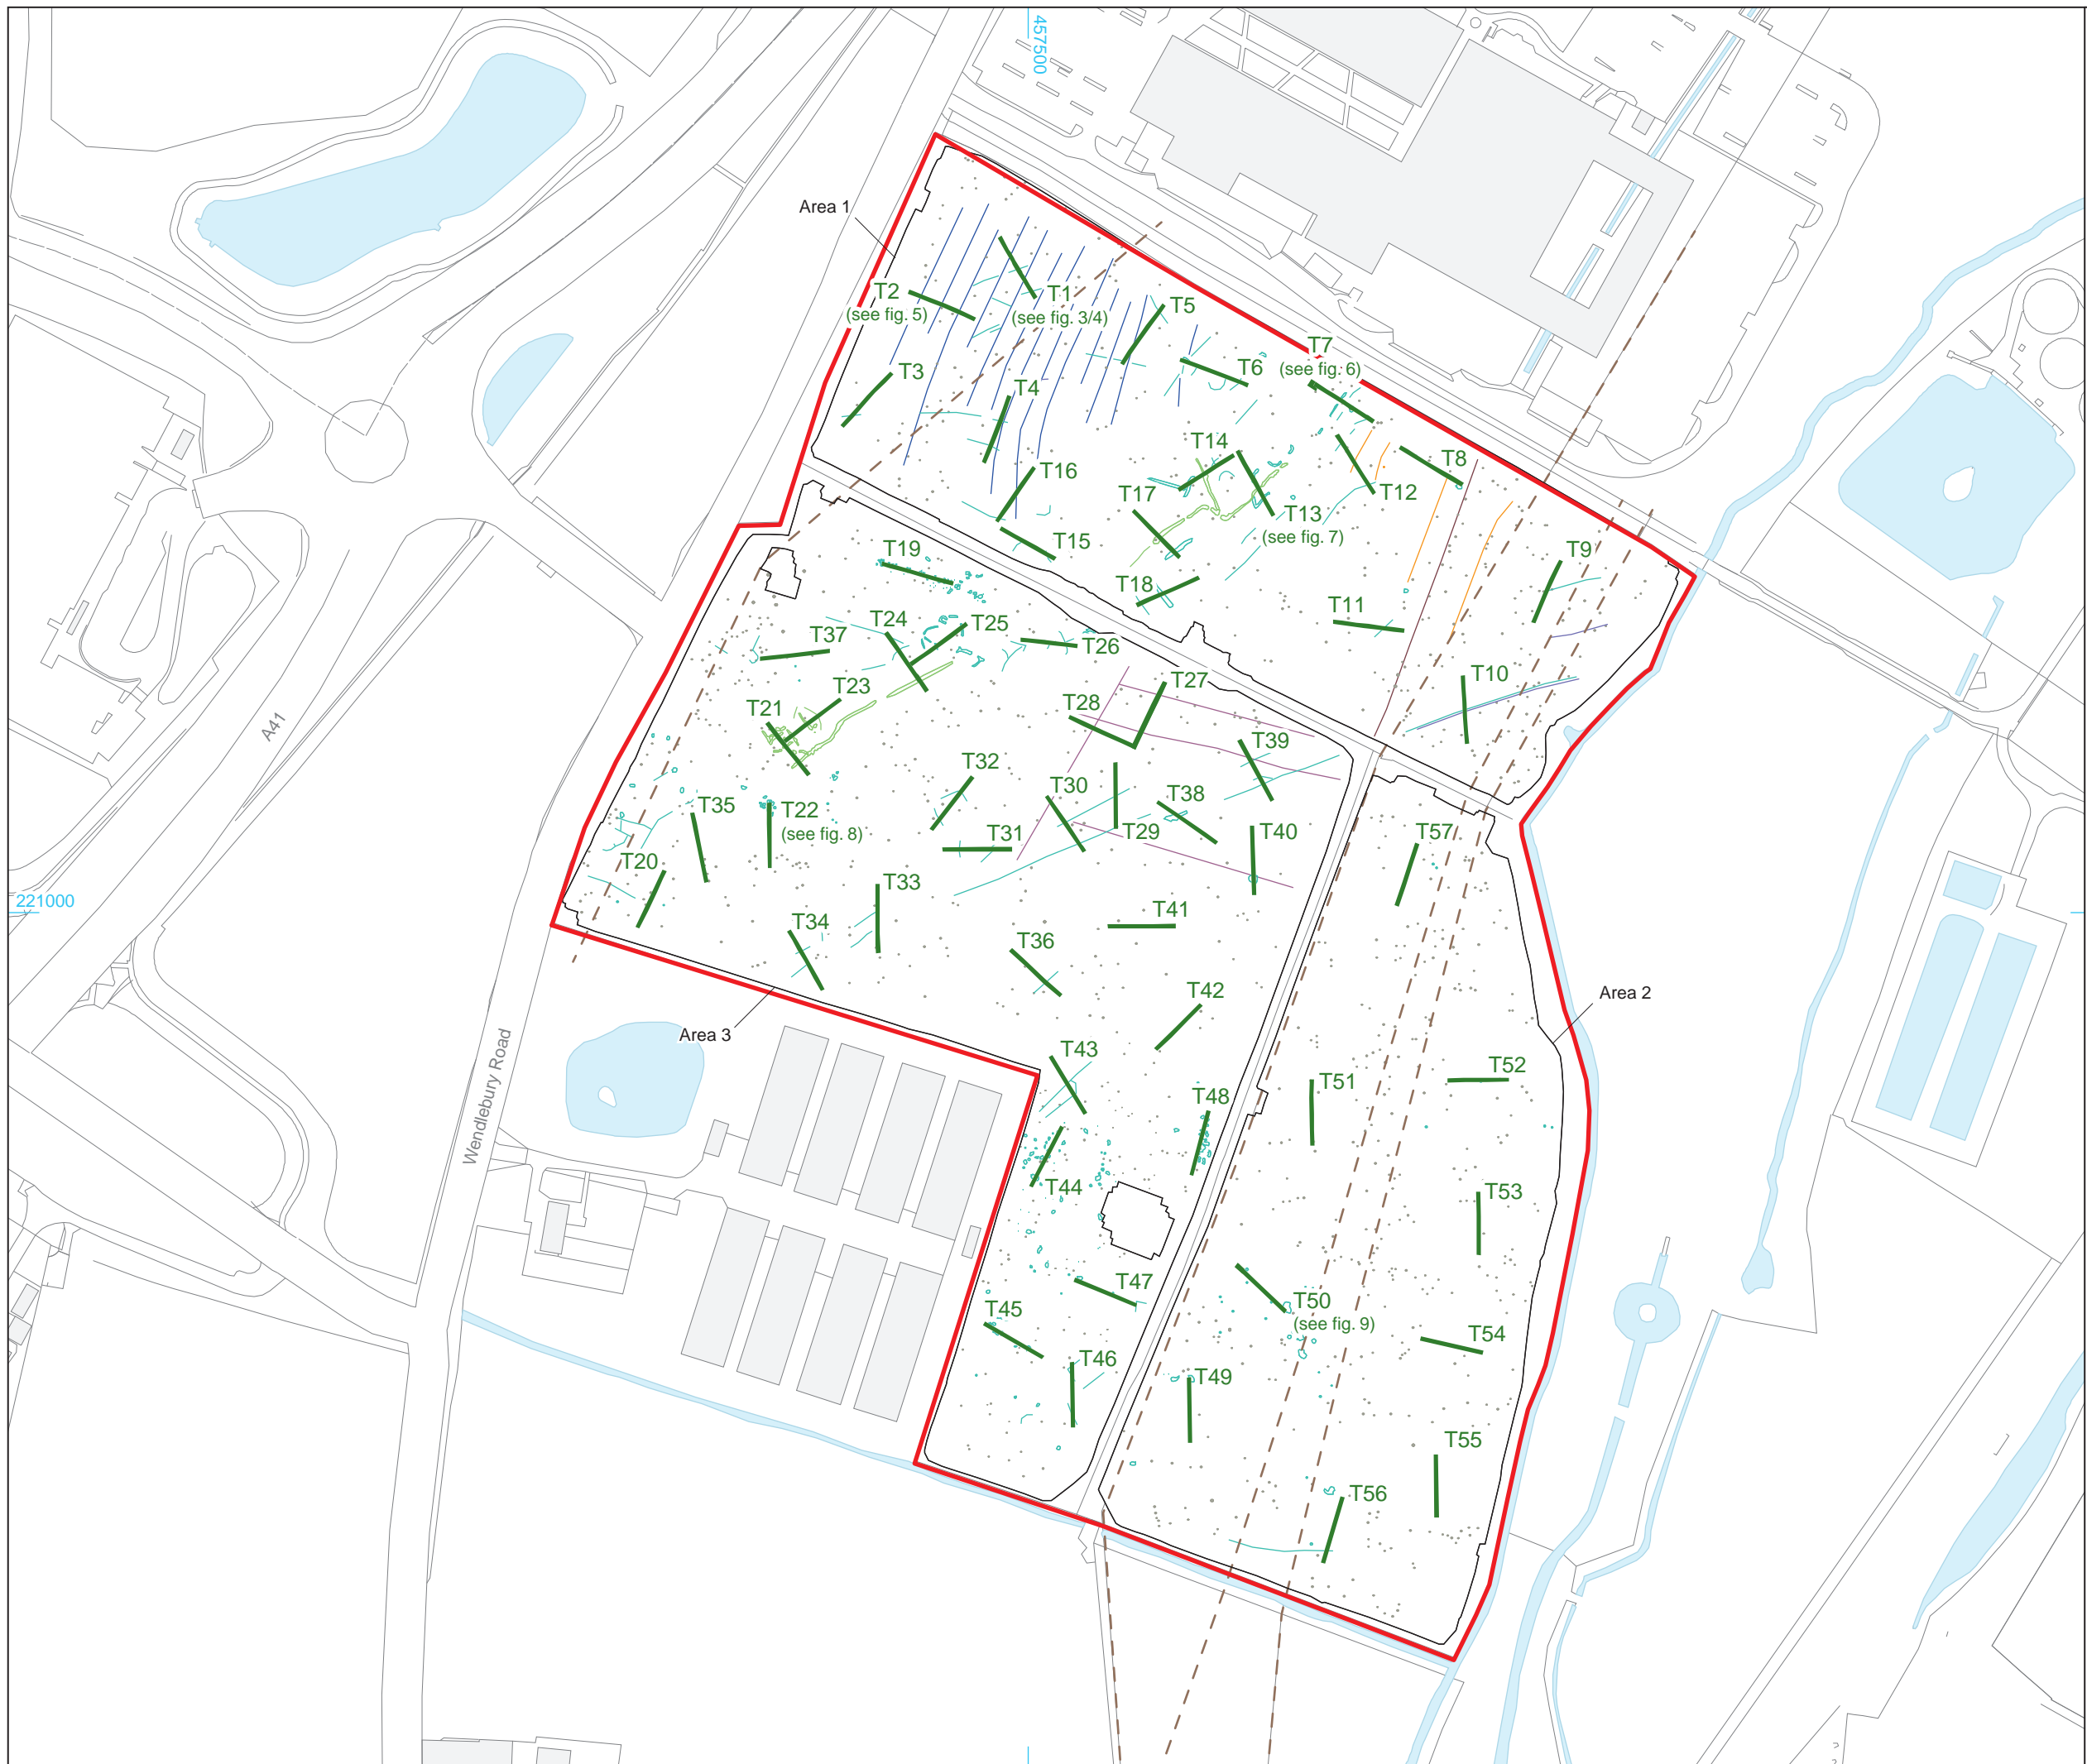 457500
Area 1
T2
(see fig. 5)
T1
(see fig. 3/4)
T5
T7
(see fig. 6)
T6
T3
T4
T14
T8
T16
T17
T12
T13
(see fig. 7)
T15
T19
T9
T18
T11
T24
T25
T37
T26
T10
T27
T23
T21
T28
T39
T32
T30
T38
T35
T22
(see fig. 8)
T31
T29
T40
T57
A41
T20
T33
221000
T34
T41
T36
T42
Area 2
Area 3
T43
T52
T51
T48
Wendlebury Road
T44
T53
T47
T50
(see fig. 9)
T45
T54
T46
T49
T55
T56